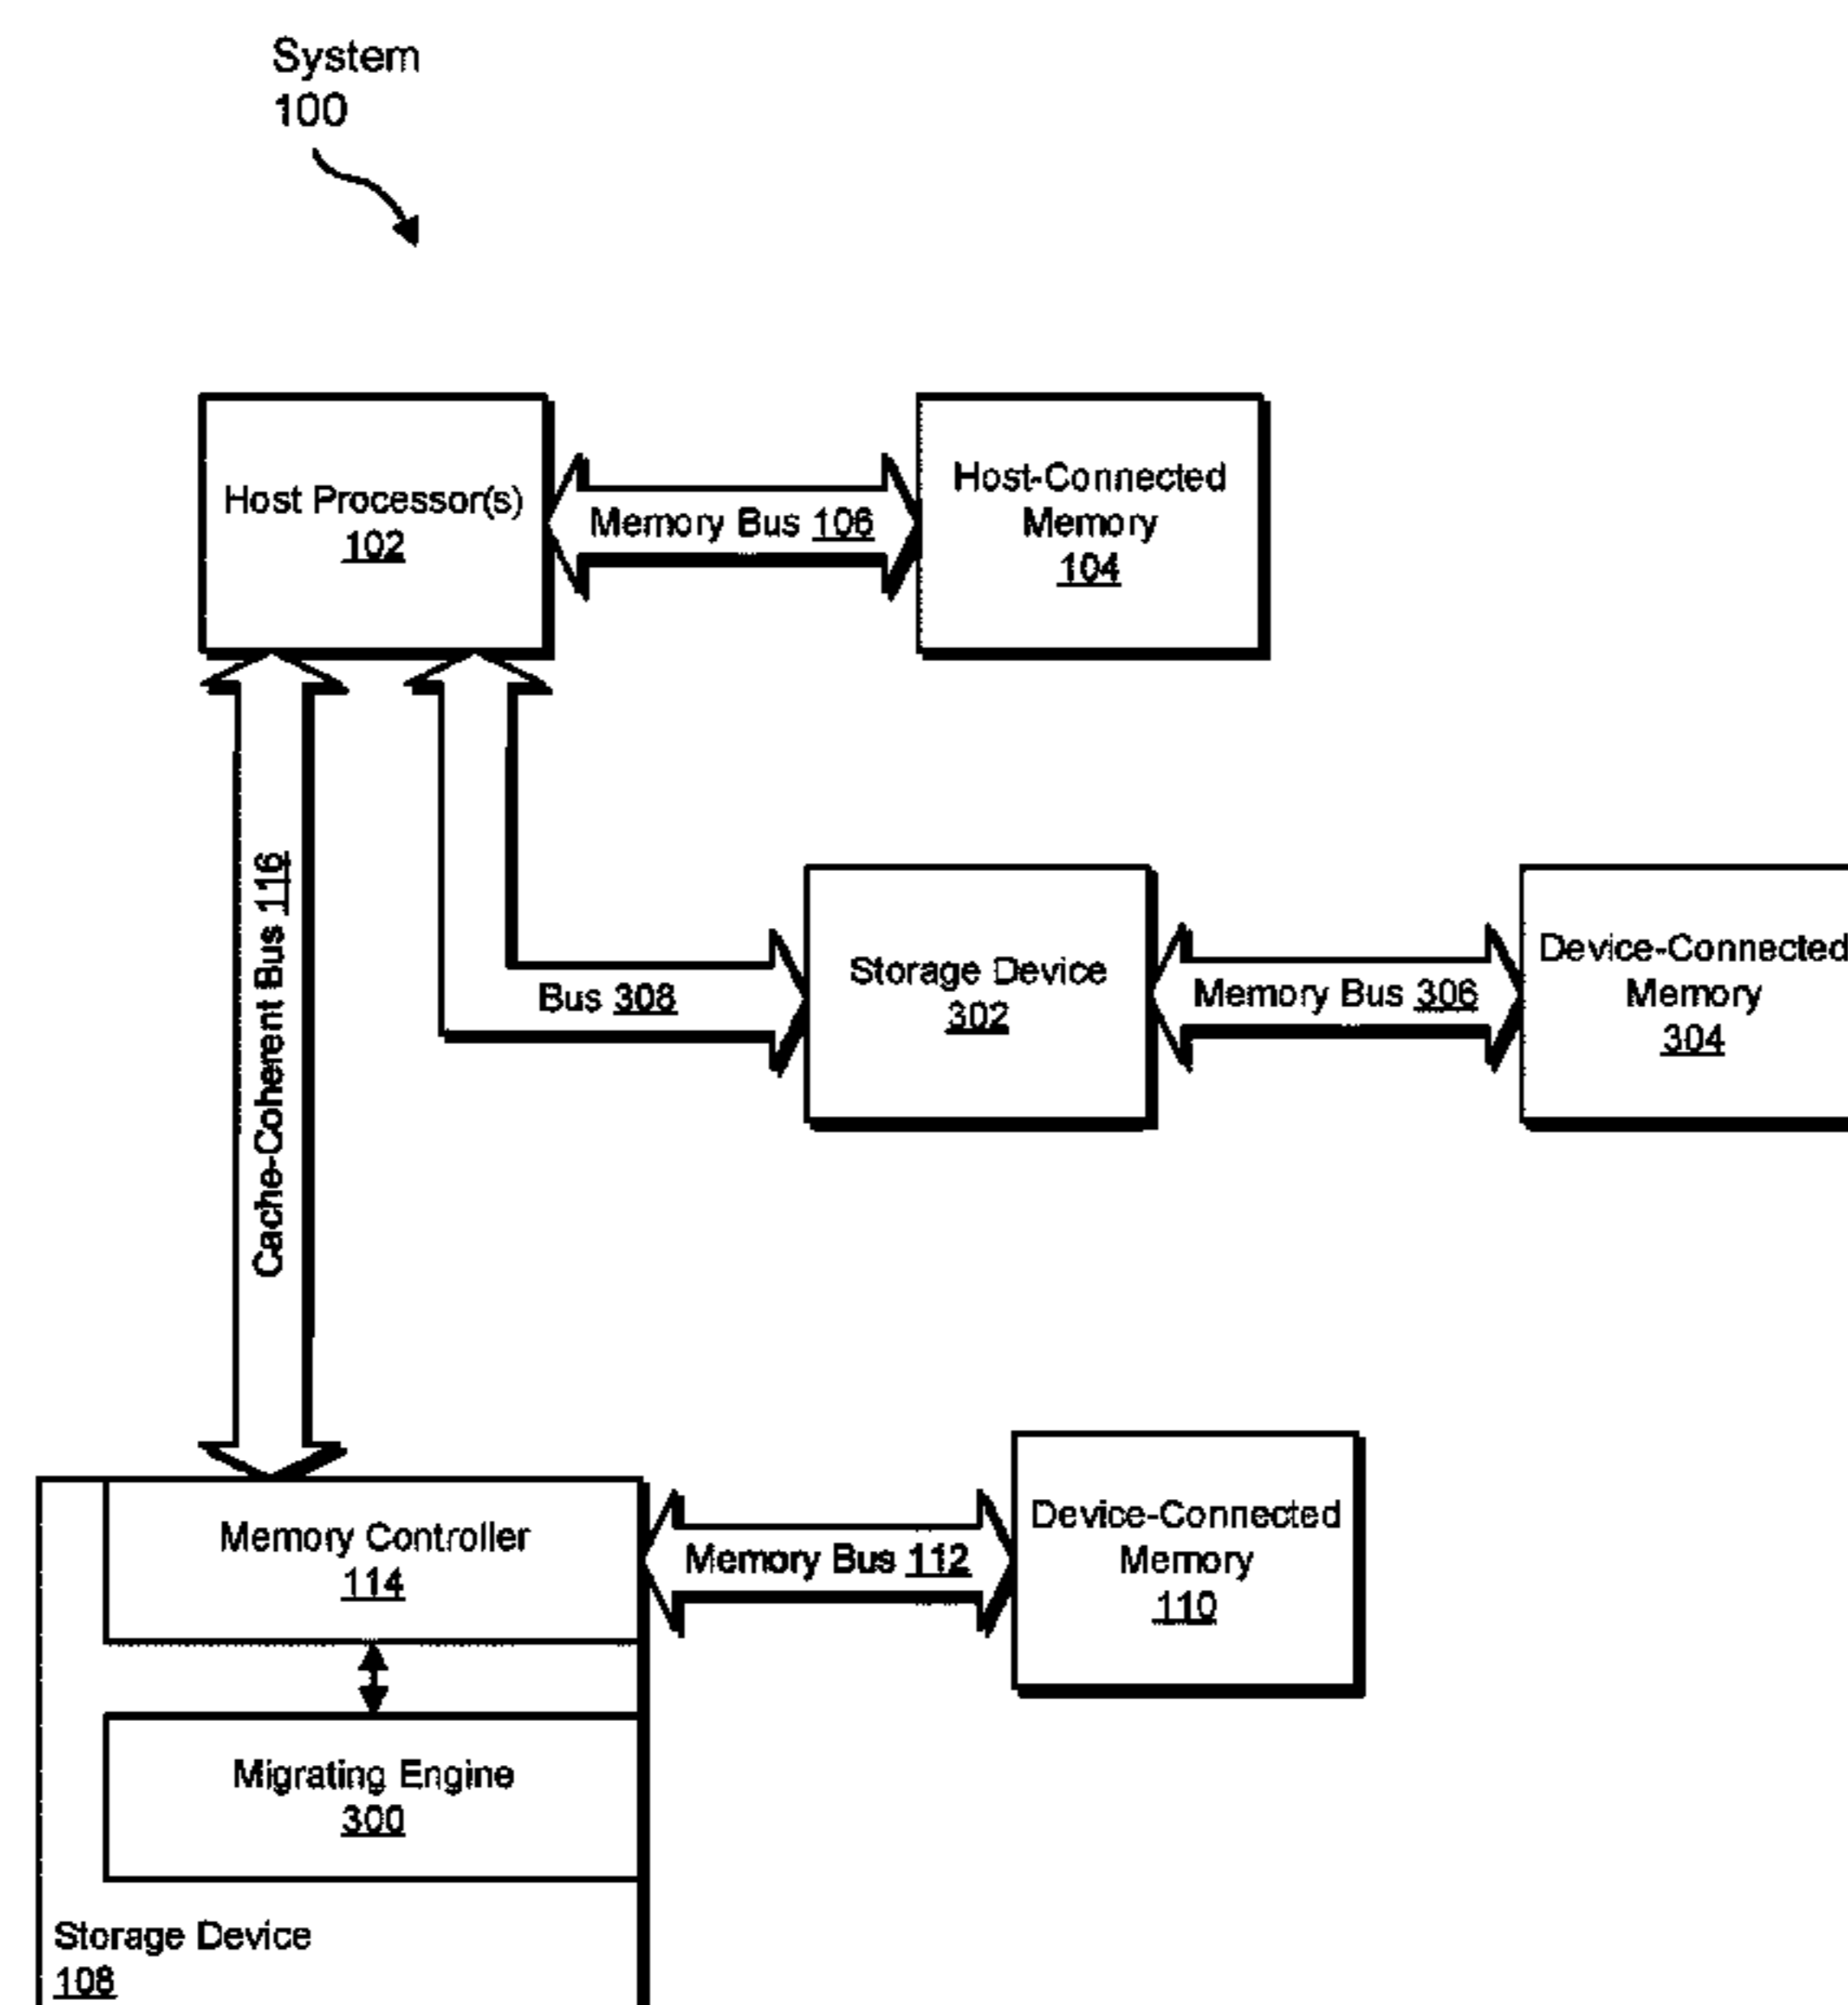 System
100
Host Processor(s)
102
Memory Bus 106
Host-Connected
Memory
104
Cache-Coherent Bus 116
Bus 308
Storage Device
302
Memory Bus 306
Device-Connected
Memory
304
Memory Controller
114
Memory Bus 112
Device-Connected
Memory
110
Migrating Engine
300
Storage Device
108